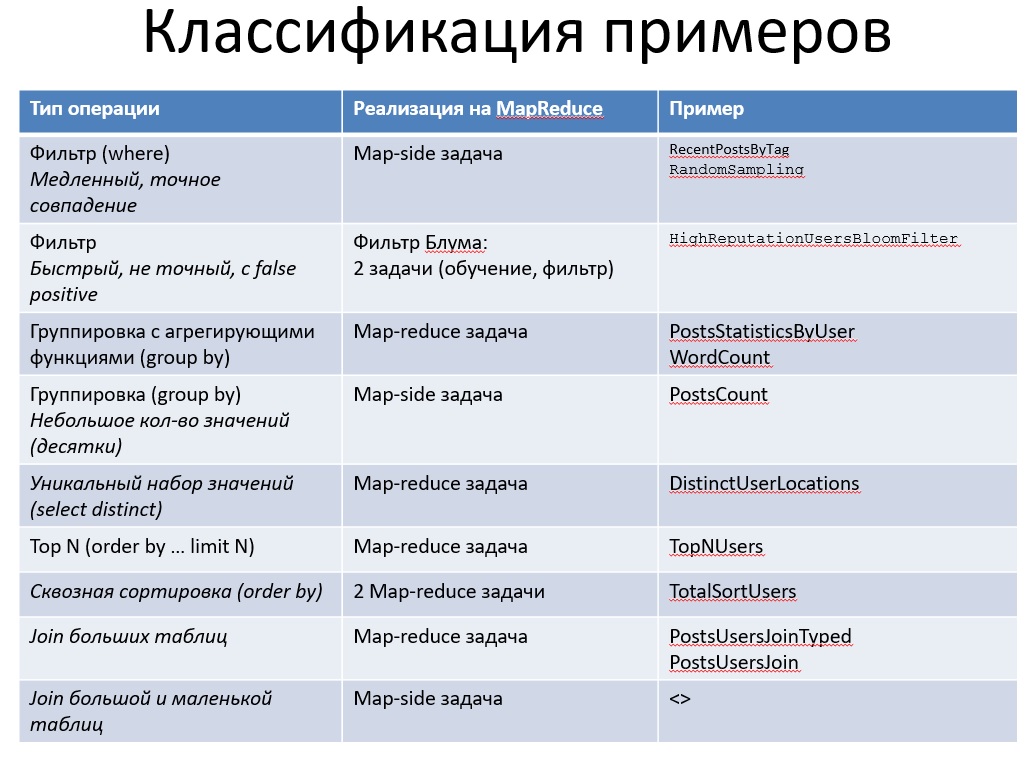 Классификация примеров
Тип операции
Реализация на MapReduce
Пример
Фильтр (where)
Медленный, точное
совпадение
Map-side задача
RecentPostsByTag
RandomSampling
Фильтр
Быстрый, не точный, с false
positive
Фильтр Блума:
2 задачи (обучение, фильтр)
HighReputationUsersBloomFilter
Группировка с агрегирующими
функциями (group by)
Map-reduce задача
PostsStatisticsByUser
WordCount
Группировка (group by)
Небольшое кол-во значений
(десятки)
Map-side задача
PostsCount
Уникальный набор значений
(select distinct)
Map-reduce задача
DistinctUserLocations
Top N (order by ... limit N)
Map-reduce задача
TopNUsers
Сквозная сортировка (order by)
2 Map-reduce задачи
TotalSortUsers
Join больших таблиц
Map-reduce задача
PostsUsersJoinTyped
PostsUsersJoin
Join большой и маленькой
таблиц
Map-side задача
<>